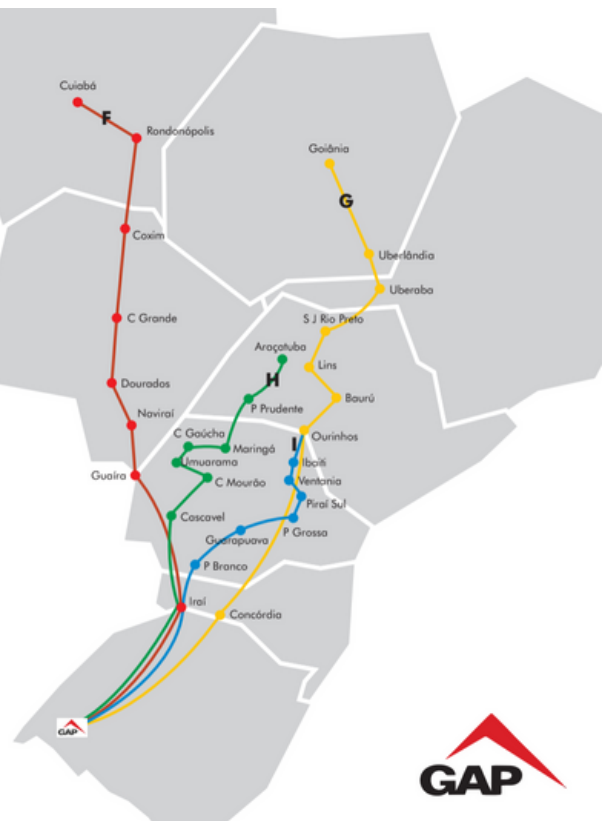 Cuiabá
F
Rondonópolis
Goiânia
G
Coxim
Uberlândia
Uberaba
C Grande
S J Rio Preto
Araçatuba
Lins
H
Dourados
P Prudente
Baurú
Naviraí
C Gaúcha
I
Ourinhos
Maringá
Umuarama
Ibaiti
Guaíra
C Mourão
Ventania
Piraí Sul
Cascavel
P Grossa
Guarapuava
P Branco
Iraí
Concórdia
GAP
GAP